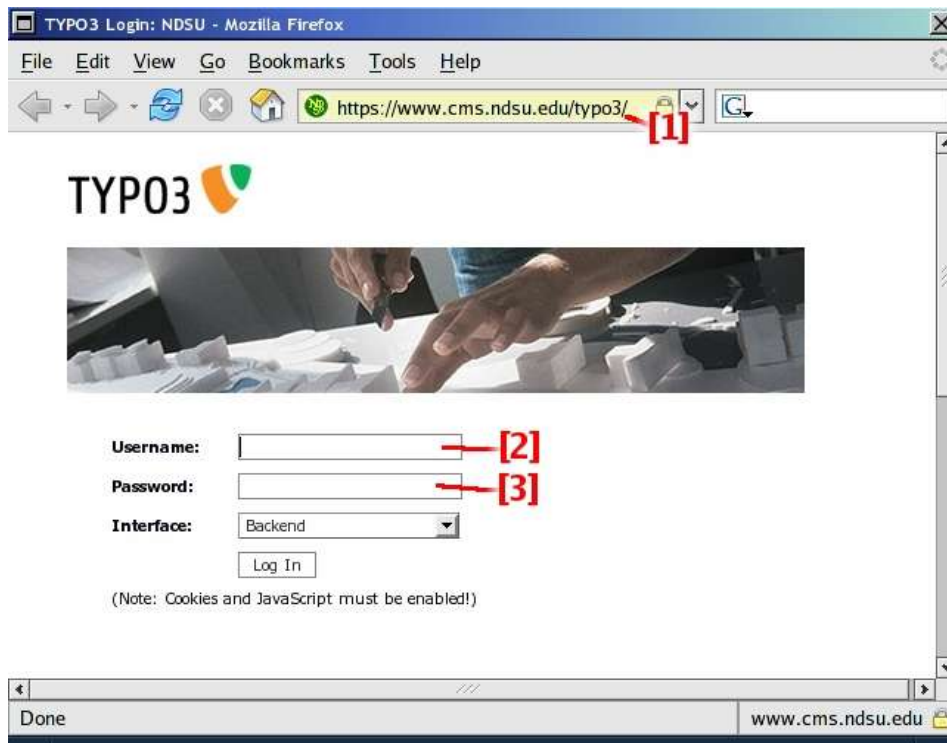 TYPO3 Login: NDSU - Mozilla Firefox
File Edit View Go Bookmarks Tools Help
https://www.cms.ndsu.edu/typo3/
G
[1]
TYPO3
Username:
[2]
Password:
[3]
Interface: Backend
Log In
(Note: Cookies and JavaScript must be enabled!)
Done www.cms.ndsu.edu